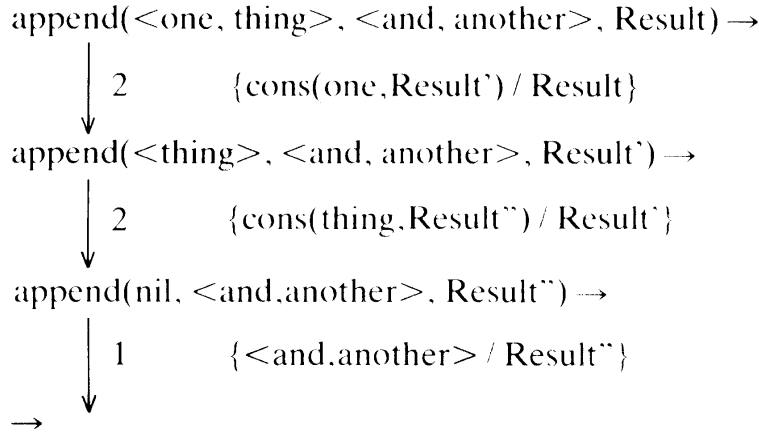 append(<one, thing>, <and, another>, Result) →
2 {cons(one,Result') / Result}
append(<thing>, <and, another>, Result') →
2 {cons(thing,Result'') / Result'}
append(nil, <and,another>, Result'') →
1 {<and,another> / Result''}
→